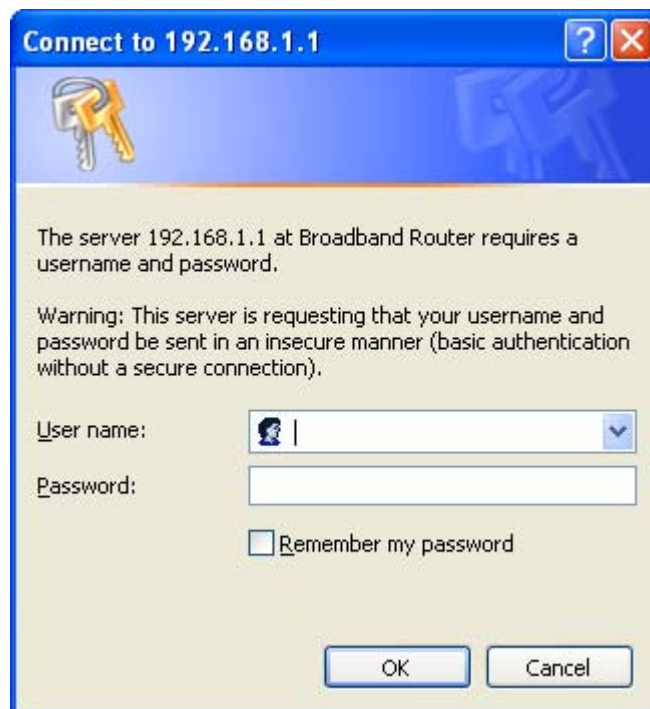 Connect to 192.168.1.1
The server 192.168.1.1 at Broadband Router requires a
username and password.
Warning: This server is requesting that your username and
password be sent in an insecure manner (basic authentication
without a secure connection).
User name:
Password:
Remember my password
OK
Cancel